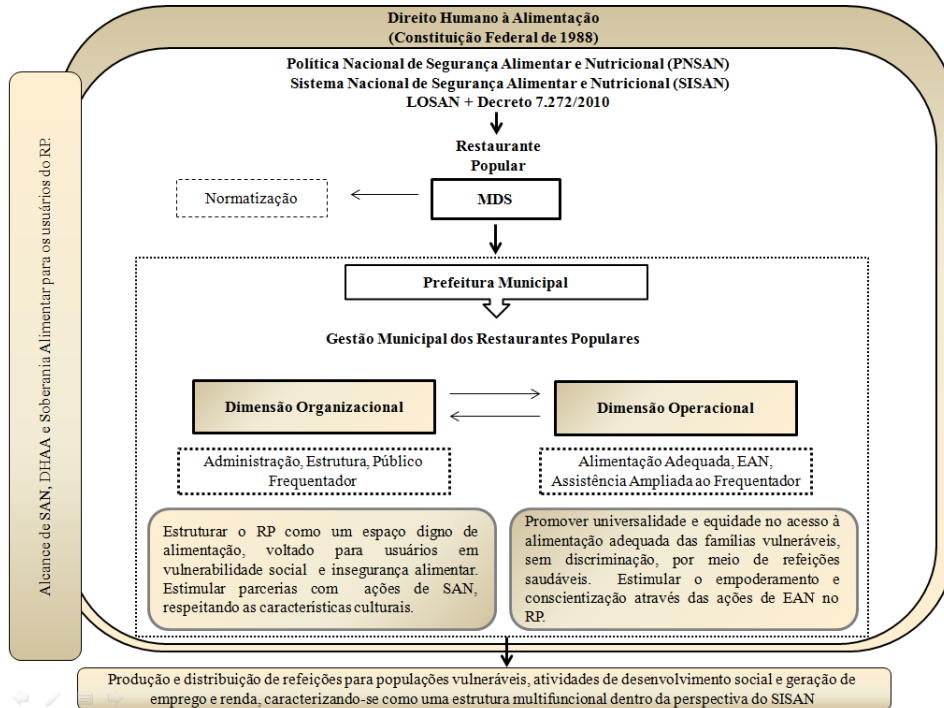 Direito Humano à Alimentação
(Constituição Federal de 1988)
Política Nacional de Segurança Alimentar e Nutricional (PNSAN)
Sistema Nacional de Segurança Alimentar e Nutricional (SISAN)
LOSAN + Decreto 7.272/2010
Restaurante
Popular
Normatização
MDS
Prefeitura Municipal
Gestão Municipal dos Restaurantes Populares
Dimensão Organizacional
Dimensão Operacional
Administração, Estrutura, Público
Frequentador
Alimentação Adequada, EAN,
Assistência Ampliada ao Frequentador
Estruturar o RP como um espaço digno de
alimentação, voltado para usuários em
vulnerabilidade social e insegurança alimentar.
Estimular parcerias com ações de SAN,
respeitando as características culturais.
Promover universalidade e equidade no acesso à
alimentação adequada das famílias vulneráveis,
sem discriminação, por meio de refeições
saudáveis. Estimular o empoderamento e
conscientização através das ações de EAN no
RP.
Alcance de SAN, DHAA e Soberania Alimentar para os usuários do RP.
Produção e distribuição de refeições para populações vulneráveis, atividades de desenvolvimento social e geração
de emprego e renda, caracterizando-se como uma estrutura multifuncional dentro da perspectiva do SISAN